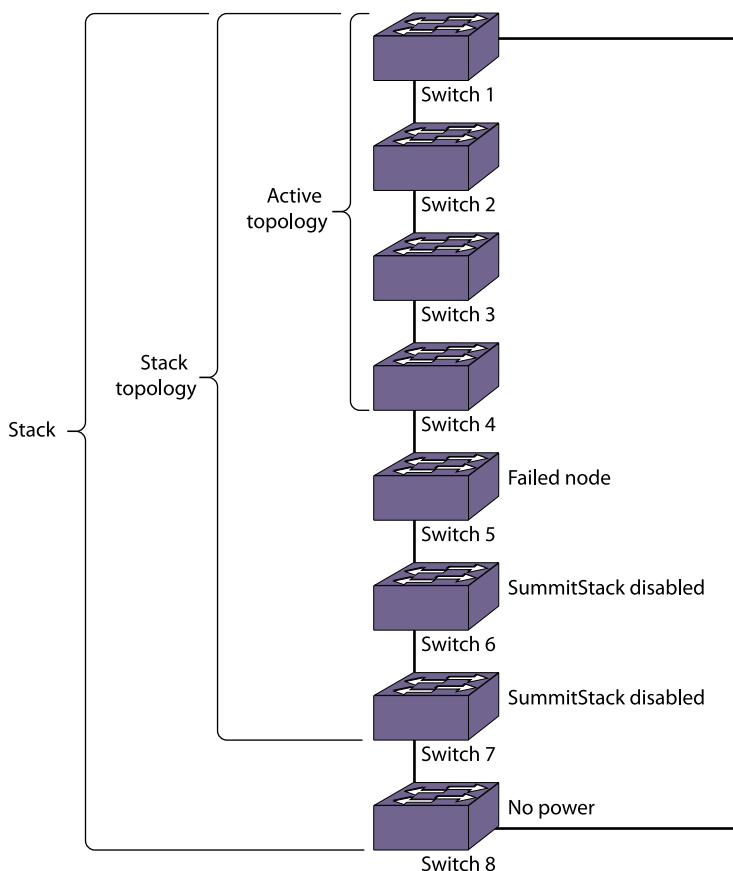 Switch 1
Switch 2
Active
topology
Switch 3
Stack
topology
Switch 4
Stack
Failed node
Switch 5
SummitStack disabled
Switch 6
SummitStack disabled
Switch 7
No power
Switch 8